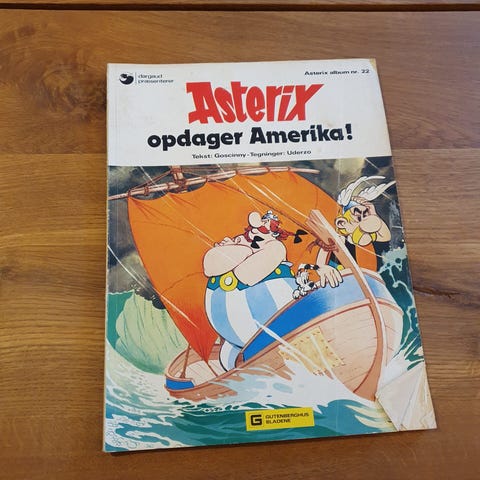 dargaud
præsenterer
Asterix album nr. 22
Asterix
opdager Amerika!
Tekst: Goscinny - Tegninger: Uderzo
G GUTENBERGHUS
BLADENE